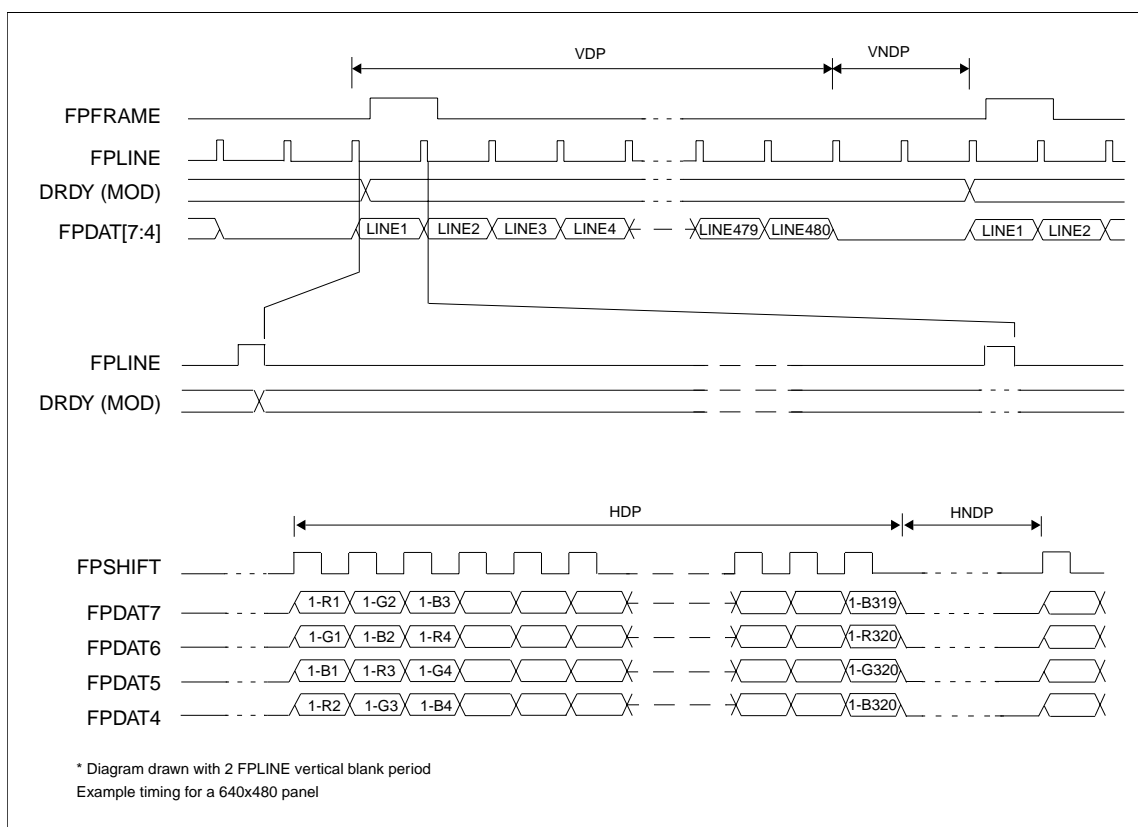 VDP VNDP
FPFRAME
FPLINE
DRDY (MOD)
FPDAT[7:4] LINE1 LINE2 LINE3 LINE4 LINE479 LINE480 LINE1 LINE2
FPLINE
DRDY (MOD)
HDP HNDP
FPSHIFT
FPDAT7 1-R1 1-G2 1-B3 1-B319
FPDAT6 1-G1 1-B2 1-R4 1-R320
FPDAT5 1-B1 1-R3 1-G4 1-G320
FPDAT4 1-R2 1-G3 1-B4 1-B320
* Diagram drawn with 2 FPLINE vertical blank period
Example timing for a 640x480 panel